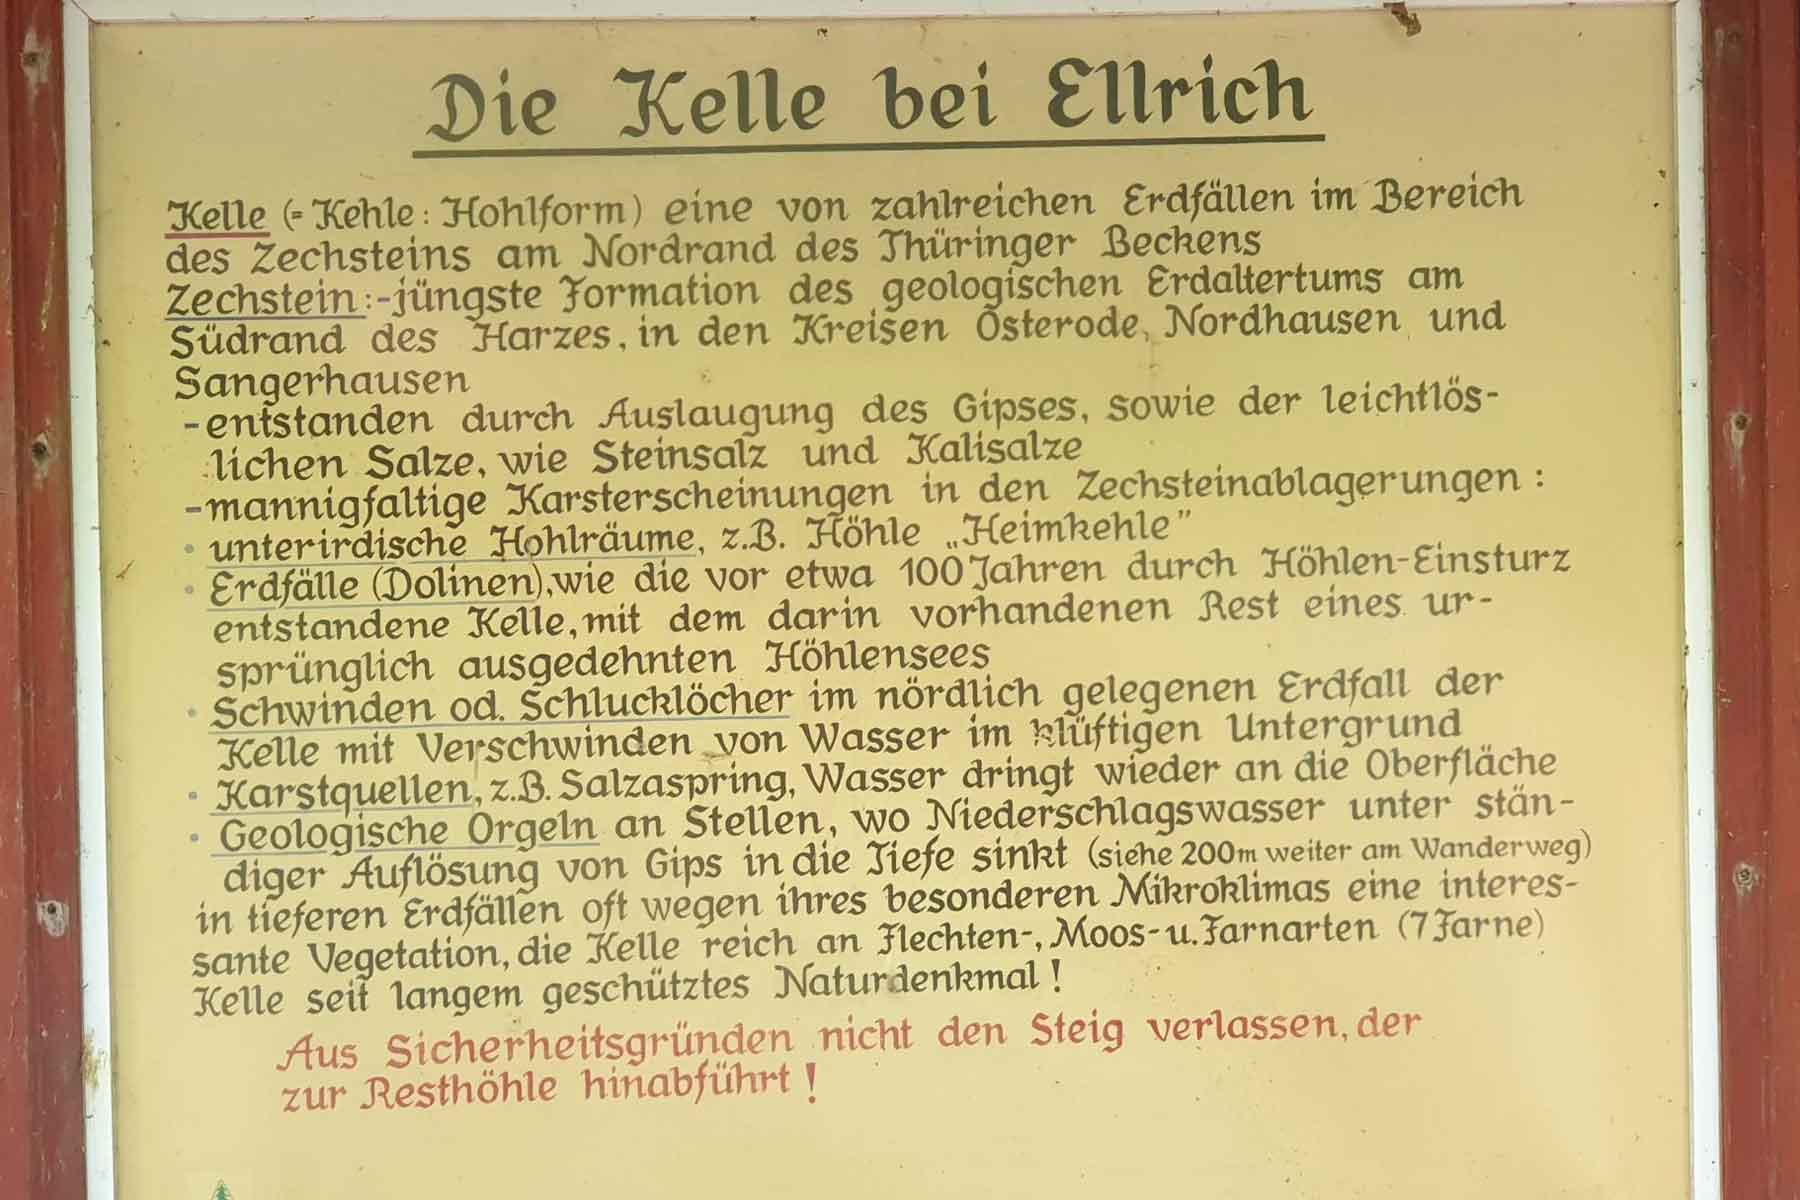 Die Kelle bei Ellrich
Kelle (= Kehle: Hohlform) eine von zahlreichen Erdfällen im Bereich
des Zechsteins am Nordrand des Thüringer Beckens
Zechstein:-jüngste Formation des geologischen Erdaltertums am
Südrand des Harzes, in den Kreisen Osterode, Nordhausen und
Sangerhausen
-entstanden durch Auslaugung des Gipses, sowie der leichtlös-
lichen Salze, wie Steinsalz und Kalisalze
-mannigfaltige Karsterscheinungen in den Zechsteinablagerungen:
• unterirdische Hohlräume, z.B. Höhle „Heimkehle”
• Erdfälle (Dolinen), wie die vor etwa 100 Jahren durch Höhlen-Einsturz
entstandene Kelle, mit dem darin vorhandenen Rest eines ur-
sprünglich ausgedehnten Höhlensees
• Schwinden od. Schlucklöcher im nördlich gelegenen Erdfall der
Kelle mit Verschwinden von Wasser im klüftigen Untergrund
• Karstquellen, z.B. Salzaspring, Wasser dringt wieder an die Oberfläche
• Geologische Orgeln an Stellen, wo Niederschlagswasser unter stän-
diger Auflösung von Gips in die Tiefe sinkt (siehe 200m weiter am Wanderweg)
in tieferen Erdfällen oft wegen ihres besonderen Mikroklimas eine interes-
sante Vegetation, die Kelle reich an Flechten-, Moos- u. Farnarten (7 Farne)
Kelle seit langem geschütztes Naturdenkmal!
Aus Sicherheitsgründen nicht den Steig verlassen, der
zur Resthöhle hinabführt!